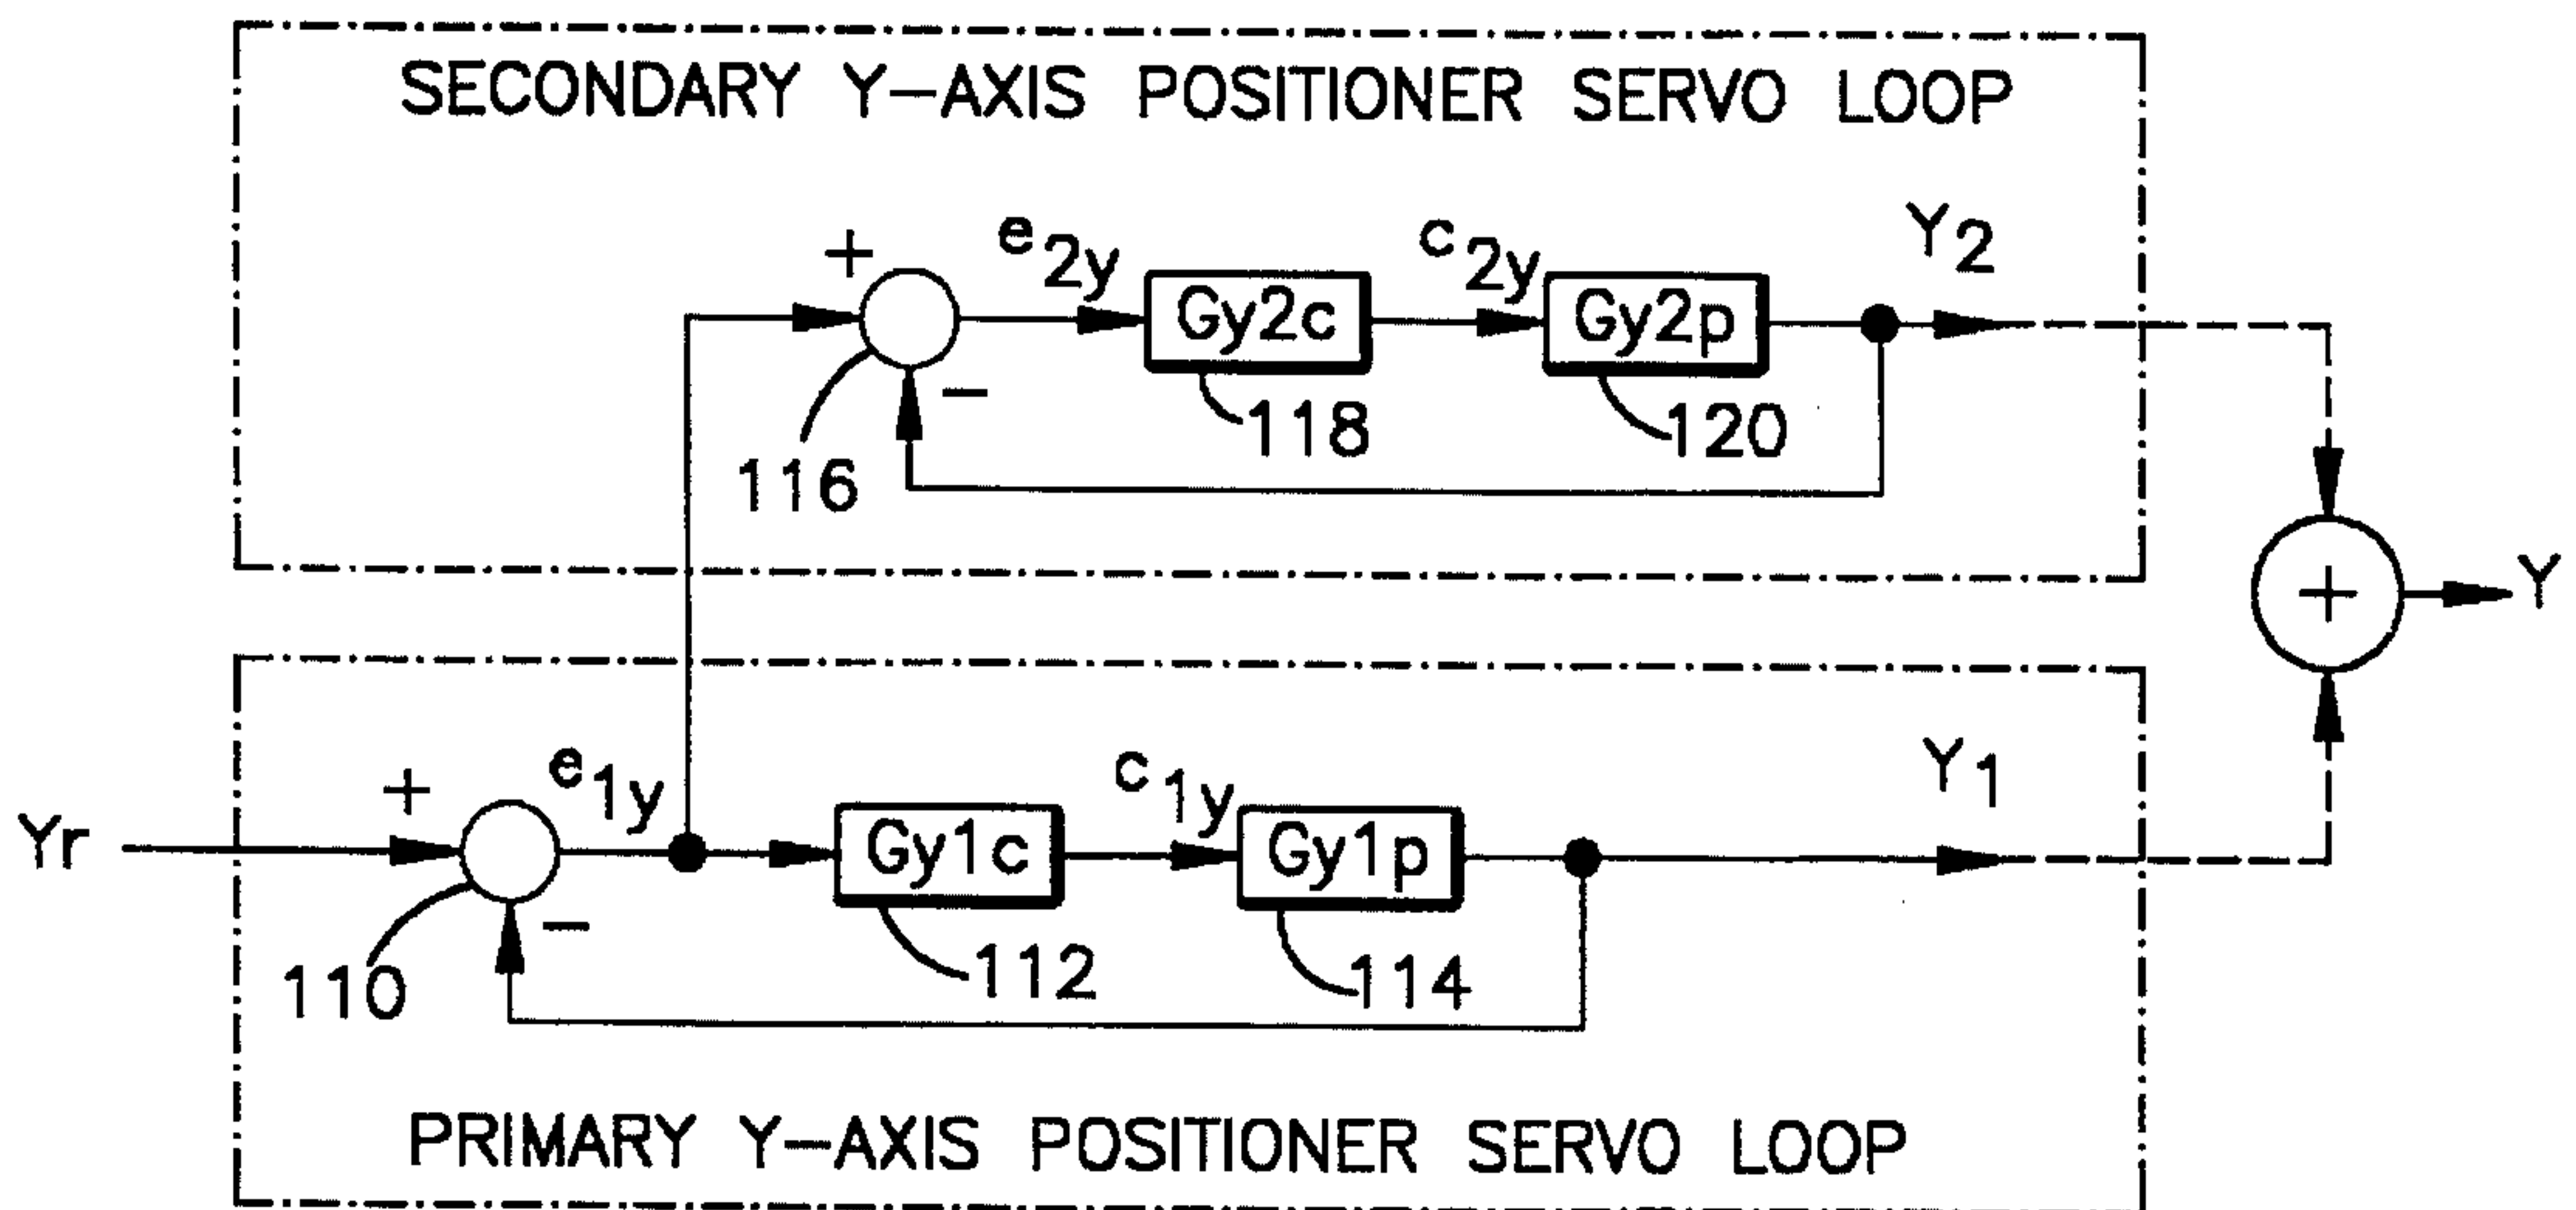 SECONDARY Y-AXIS POSITIONER SERVO LOOP
+ e2y c2y Y2
Gy2c Gy2p
-
116 118 120
+ Y
e1y c1y Y1
+
Yr Gy1c Gy1p
-
110 112 114
PRIMARY Y-AXIS POSITIONER SERVO LOOP